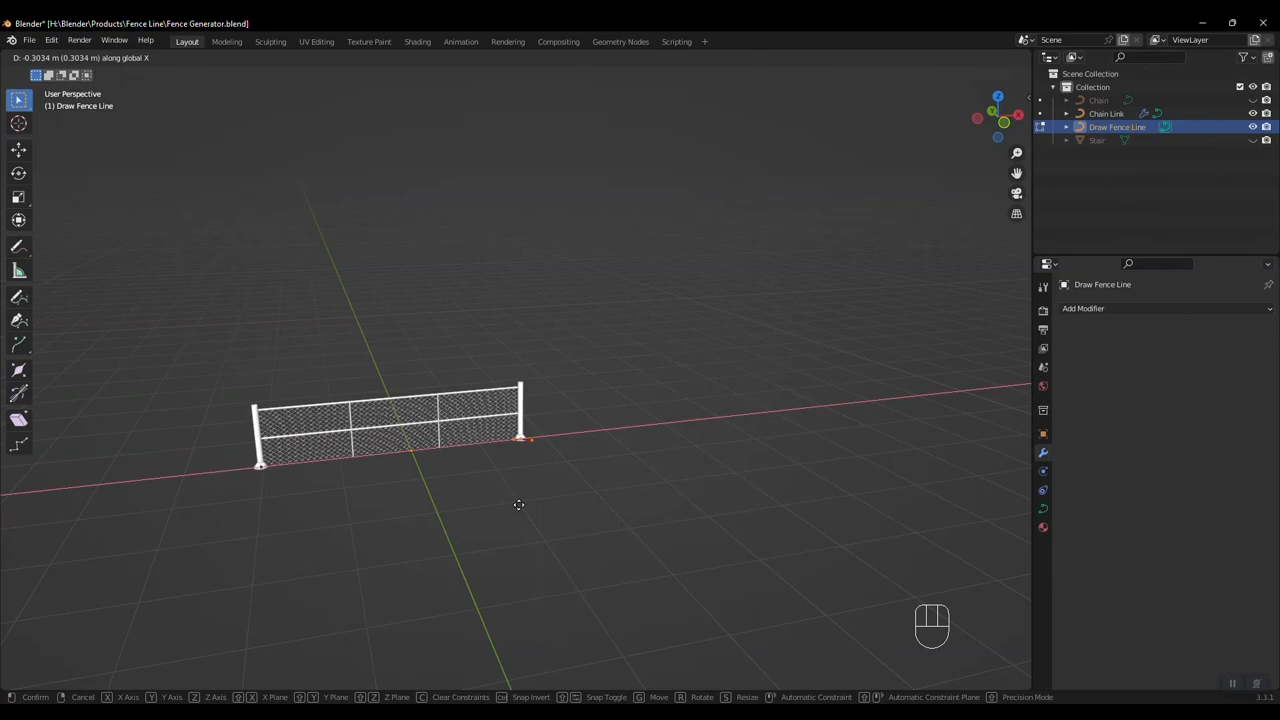 Blender* [H:\Blender\Products\Fence Line\Fence Generator.blend]
File Edit Render Window Help Layout Modeling Sculpting UV Editing Texture Paint Shading Animation Rendering Compositing Geometry Nodes Scripting + Scene ViewLayer
D: -0.3034 m (0.3034 m) along global X
User Perspective
(1) Draw Fence Line
Z
Y
X
Scene Collection
Collection
Chain
Chain Link
Draw Fence Line
Stair
Draw Fence Line
Add Modifier
Confirm Cancel X X Axis Y Y Axis Z Z Axis X X Plane Y Y Plane Z Z Plane C Clear Constraints Snap Invert Snap Toggle G Move R Rotate S Resize Automatic Constraint Automatic Constraint Plane Precision Mode 3.3.1